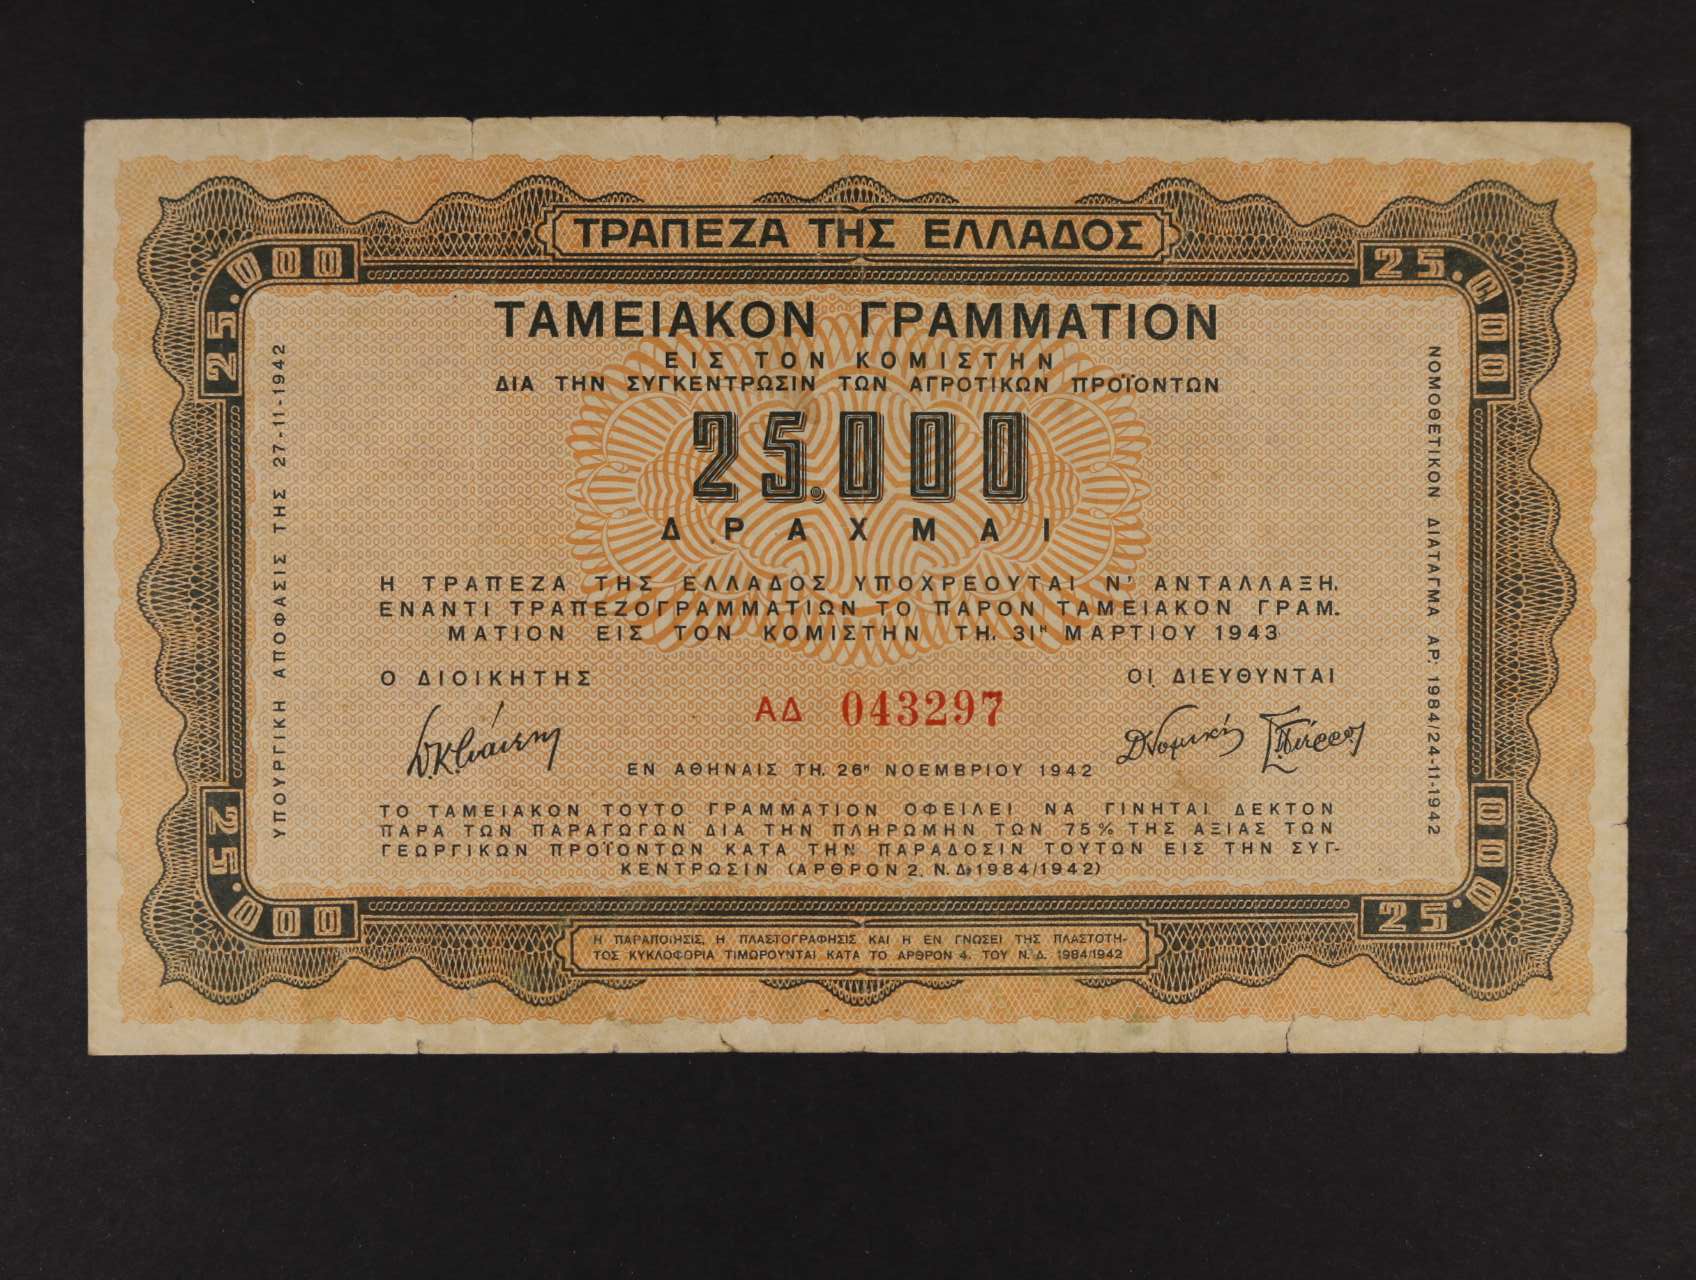 ΤΡΑΠΕΖΑ ΤΗΣ ΕΛΛΑΔΟΣ
25.000
25.000
ΤΑΜΕΙΑΚΟΝ ΓΡΑΜΜΑΤΙΟΝ
ΕΙΣ ΤΟΝ ΚΟΜΙΣΤΗΝ
ΔΙΑ ΤΗΝ ΣΥΓΚΕΝΤΡΩΣΙΝ ΤΩΝ ΑΓΡΟΤΙΚΩΝ ΠΡΟΪΟΝΤΩΝ
25.000
ΔΡΑΧΜΑΙ
ΥΠΟΥΡΓΙΚΗ ΑΠΟΦΑΣΙΣ ΤΗΣ 27-11-1942
ΝΟΜΟΘΕΤΙΚΟΝ ΔΙΑΤΑΓΜΑ ΑΡ. 1984/24-11-1942
Η ΤΡΑΠΕΖΑ ΤΗΣ ΕΛΛΑΔΟΣ ΥΠΟΧΡΕΟΥΤΑΙ Ν' ΑΝΤΑΛΛΑΞΗ.
ΕΝΑΝΤΙ ΤΡΑΠΕΖΟΓΡΑΜΜΑΤΙΩΝ ΤΟ ΠΑΡΟΝ ΤΑΜΕΙΑΚΟΝ ΓΡΑΜ.
ΜΑΤΙΟΝ ΕΙΣ ΤΟΝ ΚΟΜΙΣΤΗΝ ΤΗ. 31Η ΜΑΡΤΙΟΥ 1943
Ο ΔΙΟΙΚΗΤΗΣ
ΟΙ ΔΙΕΥΘΥΝΤΑΙ
ΑΔ 043297
ΕΝ ΑΘΗΝΑΙΣ ΤΗ. 26Η ΝΟΕΜΒΡΙΟΥ 1942
ΤΟ ΤΑΜΕΙΑΚΟΝ ΤΟΥΤΟ ΓΡΑΜΜΑΤΙΟΝ ΟΦΕΙΛΕΙ ΝΑ ΓΙΝΗΤΑΙ ΔΕΚΤΟΝ
ΠΑΡΑ ΤΩΝ ΠΑΡΑΓΩΓΩΝ ΔΙΑ ΤΗΝ ΠΛΗΡΩΜΗΝ ΤΩΝ 75% ΤΗΣ ΑΞΙΑΣ ΤΩΝ
ΓΕΩΡΓΙΚΩΝ ΠΡΟΪΟΝΤΩΝ ΚΑΤΑ ΤΗΝ ΠΑΡΑΔΟΣΙΝ ΤΟΥΤΩΝ ΕΙΣ ΤΗΝ ΣΥΓ-
ΚΕΝΤΡΩΣΙΝ (ΑΡΘΡΟΝ 2. Ν.Δ. 1984/1942)
25.000
25.000
Η ΠΑΡΑΠΟΙΗΣΙΣ, Η ΠΛΑΣΤΟΓΡΑΦΗΣΙΣ ΚΑΙ Η ΕΝ ΓΝΩΣΕΙ ΤΗΣ ΠΛΑΣΤΟΤΗ-
ΤΟΣ ΚΥΚΛΟΦΟΡΙΑ ΤΙΜΩΡΟΥΝΤΑΙ ΚΑΤΑ ΤΟ ΑΡΘΡΟΝ 4. ΤΟΥ Ν.Δ. 1984/1942